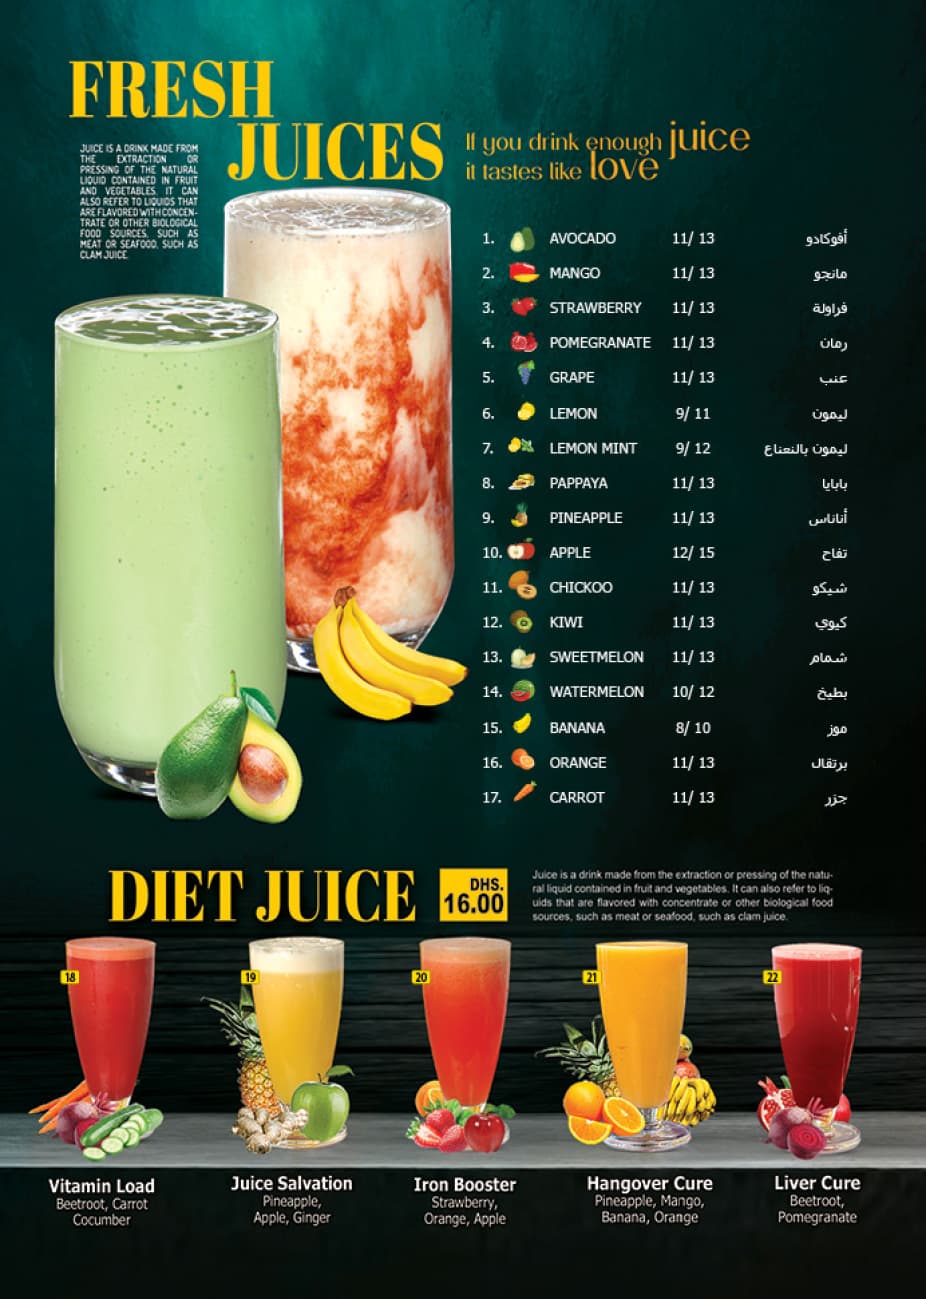 FRESH
JUICES
JUICE IS A DRINK MADE FROM
THE EXTRACTION OR
PRESSING OF THE NATURAL
LIQUID CONTAINED IN FRUIT
AND VEGETABLES. IT CAN
ALSO REFER TO LIQUIDS THAT
ARE FLAVORED WITH CONCEN-
TRATE OR OTHER BIOLOGICAL
FOOD SOURCES, SUCH AS
MEAT OR SEAFOOD, SUCH AS
CLAM JUICE.
If you drink enough juice
it tastes like love
1. AVOCADO 11/ 13 أفوكادو
2. MANGO 11/ 13 مانجو
3. STRAWBERRY 11/ 13 فراولة
4. POMEGRANATE 11/ 13 رمان
5. GRAPE 11/ 13 عنب
6. LEMON 9/ 11 ليمون
7. LEMON MINT 9/ 12 ليمون بالنعناع
8. PAPPAYA 11/ 13 بابايا
9. PINEAPPLE 11/ 13 أناناس
10. APPLE 12/ 15 تفاح
11. CHICKOO 11/ 13 شيكو
12. KIWI 11/ 13 كيوي
13. SWEETMELON 11/ 13 شمام
14. WATERMELON 10/ 12 بطيخ
15. BANANA 8/ 10 موز
16. ORANGE 11/ 13 برتقال
17. CARROT 11/ 13 جزر
DIET JUICE
DHS.
16.00
Juice is a drink made from the extraction or pressing of the natu-
ral liquid contained in fruit and vegetables. It can also refer to liq-
uids that are flavored with concentrate or other biological food
sources, such as meat or seafood, such as clam juice.
18
19
20
21
22
Vitamin Load
Beetroot, Carrot
Cocumber
Juice Salvation
Pineapple,
Apple, Ginger
Iron Booster
Strawberry,
Orange, Apple
Hangover Cure
Pineapple, Mango,
Banana, Orange
Liver Cure
Beetroot,
Pomegranate